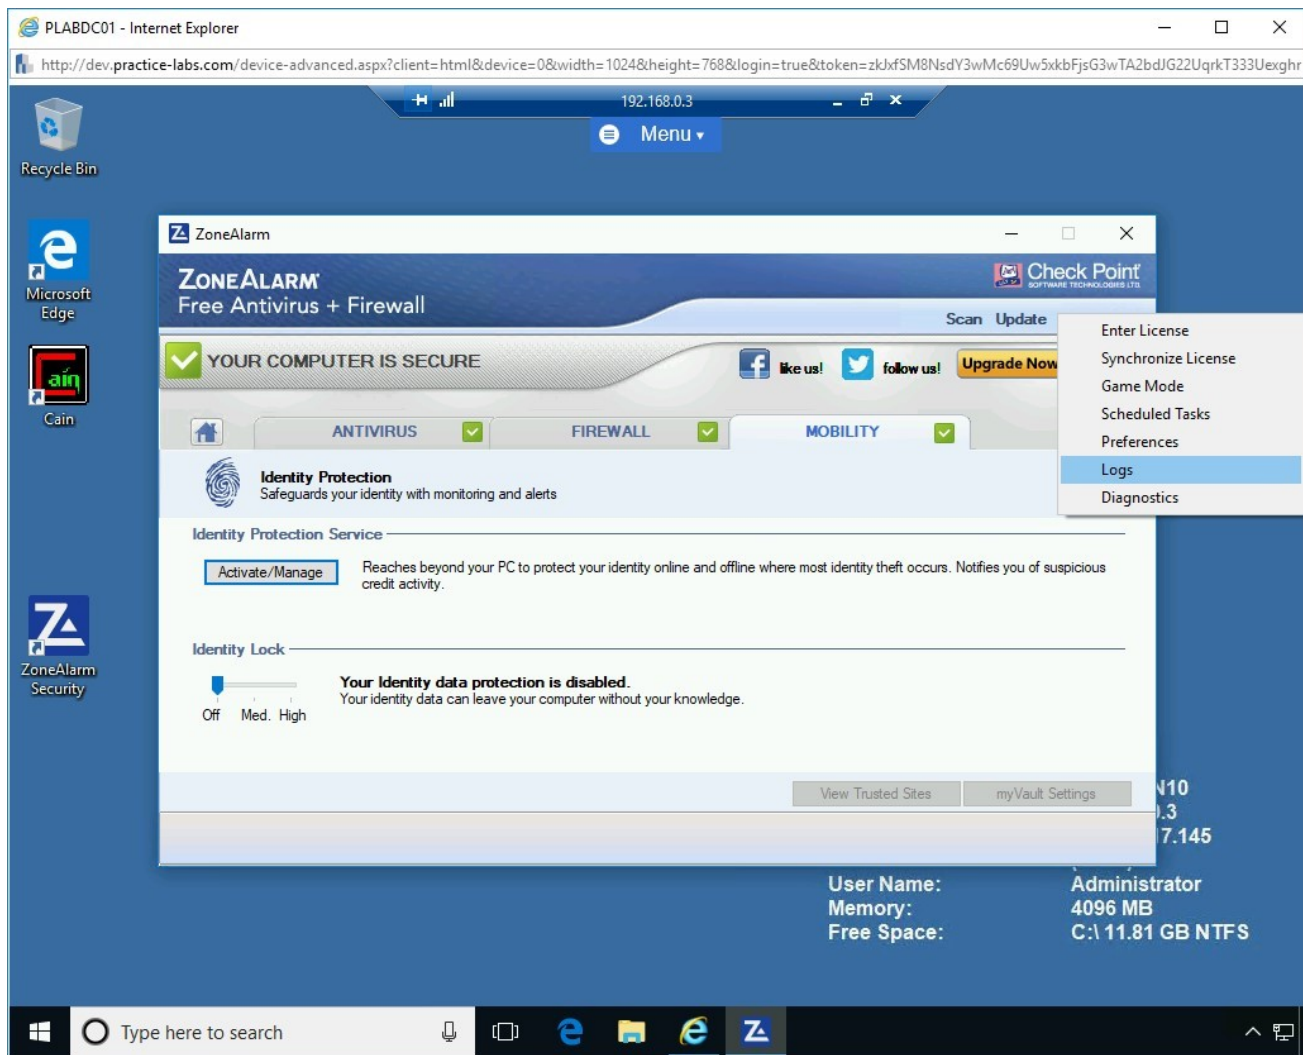 PLABDC01 - Internet Explorer
http://dev.practice-labs.com/device-advanced.aspx?client=html&device=0&width=1024&height=768&login=true&token=zkJxfSM8NsdY3wMc69Uw5xkbFjsG3wTA2bdJG22UqrkT333Uexghr
192.168.0.3
Menu
Recycle Bin
Microsoft
Edge
Cain
Cain
ZoneAlarm
Security
ZoneAlarm
ZONEALARM
Free Antivirus + Firewall
Check Point
SOFTWARE TECHNOLOGIES LTD.
Scan Update
YOUR COMPUTER IS SECURE
like us!
follow us!
Upgrade Now
Enter License
Synchronize License
Game Mode
Scheduled Tasks
Preferences
Logs
Diagnostics
ANTIVIRUS
FIREWALL
MOBILITY
Identity Protection
Safeguards your identity with monitoring and alerts
Identity Protection Service
Activate/Manage
Reaches beyond your PC to protect your identity online and offline where most identity theft occurs. Notifies you of suspicious
credit activity.
Identity Lock
Your Identity data protection is disabled.
Your identity data can leave your computer without your knowledge.
Off Med. High
View Trusted Sites
myVault Settings
N10
.3
7.145
User Name: Administrator
Memory: 4096 MB
Free Space: C:\ 11.81 GB NTFS
Type here to search